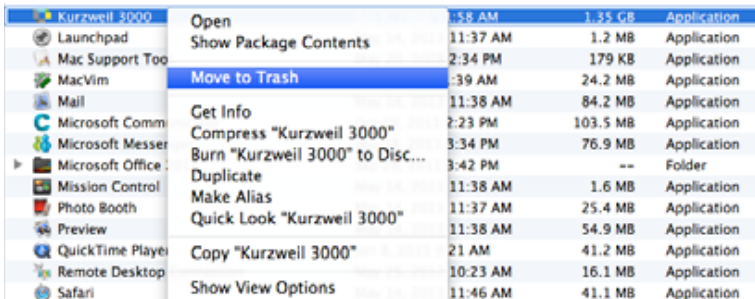 Kurzweil 3000 :58 AM 1.35 GB Application
Open
Launchpad 11:37 AM 1.2 MB Application
Show Package Contents
Mac Support Too 2:34 PM 179 KB Application
MacVim :39 AM 24.2 MB Application
Move to Trash
Mail 11:38 AM 84.2 MB Application
Get Info
Microsoft Comm 2:23 PM 103.5 MB Application
Compress "Kurzweil 3000"
Microsoft Messen 3:34 PM 76.9 MB Application
Burn "Kurzweil 3000" to Disc...
Microsoft Office 3:42 PM -- Folder
Duplicate
Mission Control 11:38 AM 1.6 MB Application
Make Alias
Photo Booth 11:37 AM 25.4 MB Application
Quick Look "Kurzweil 3000"
Preview 11:38 AM 54.9 MB Application
QuickTime Playe 21 AM 41.2 MB Application
Copy "Kurzweil 3000"
Remote Desktop 10:23 AM 16.1 MB Application
Show View Options
Safari 11:46 AM 41.1 MB Application